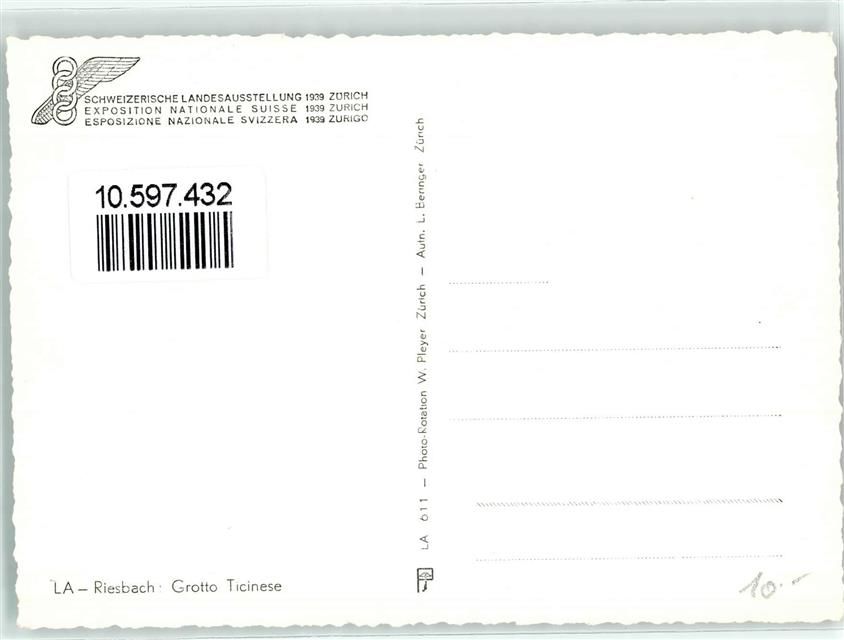 SCHWEIZERISCHE LANDESAUSSTELLUNG 1939 ZÜRICH
EXPOSITION NATIONALE SUISSE 1939 ZURICH
ESPOSIZIONE NAZIONALE SVIZZERA 1939 ZURIGO
10.597.432
LA 611 — Photo-Rotation W. Pleyer Zürich — Aufn. L. Beringer Zürich
LA – Riesbach · Grotto Ticinese
10.-